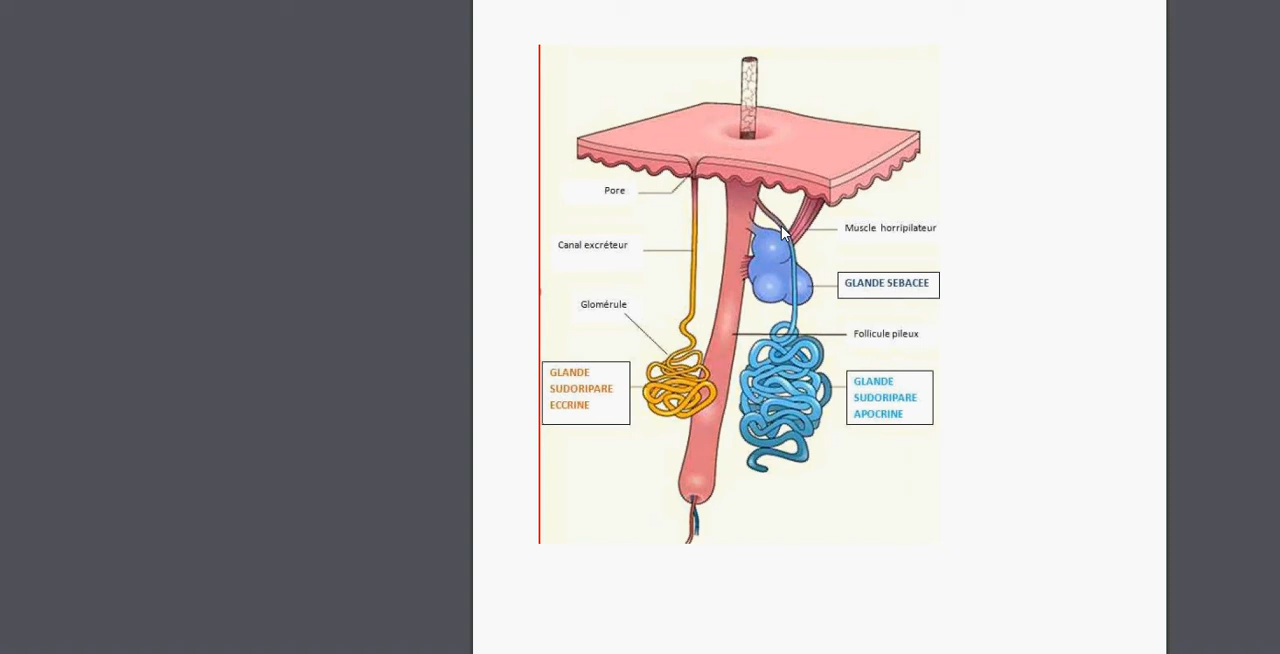 Pore
Muscle horripilateur
Canal excréteur
GLANDE SEBACEE
Glomérule
Follicule pileux
GLANDE
SUDORIPARE
ECCRINE
GLANDE
SUDORIPARE
APOCRINE